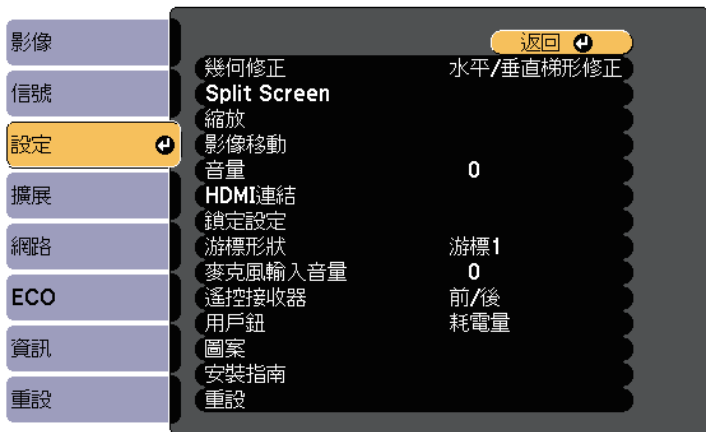 影像
信號
設定
擴展
網路
ECO
資訊
重設
返回
幾何修正 水平/垂直梯形修正
Split Screen
縮放
影像移動
音量 0
HDMI連結
鎖定設定
游標形狀 游標1
麥克風輸入音量 0
遙控接收器 前/後
用戶鈕 耗電量
圖案
安裝指南
重設